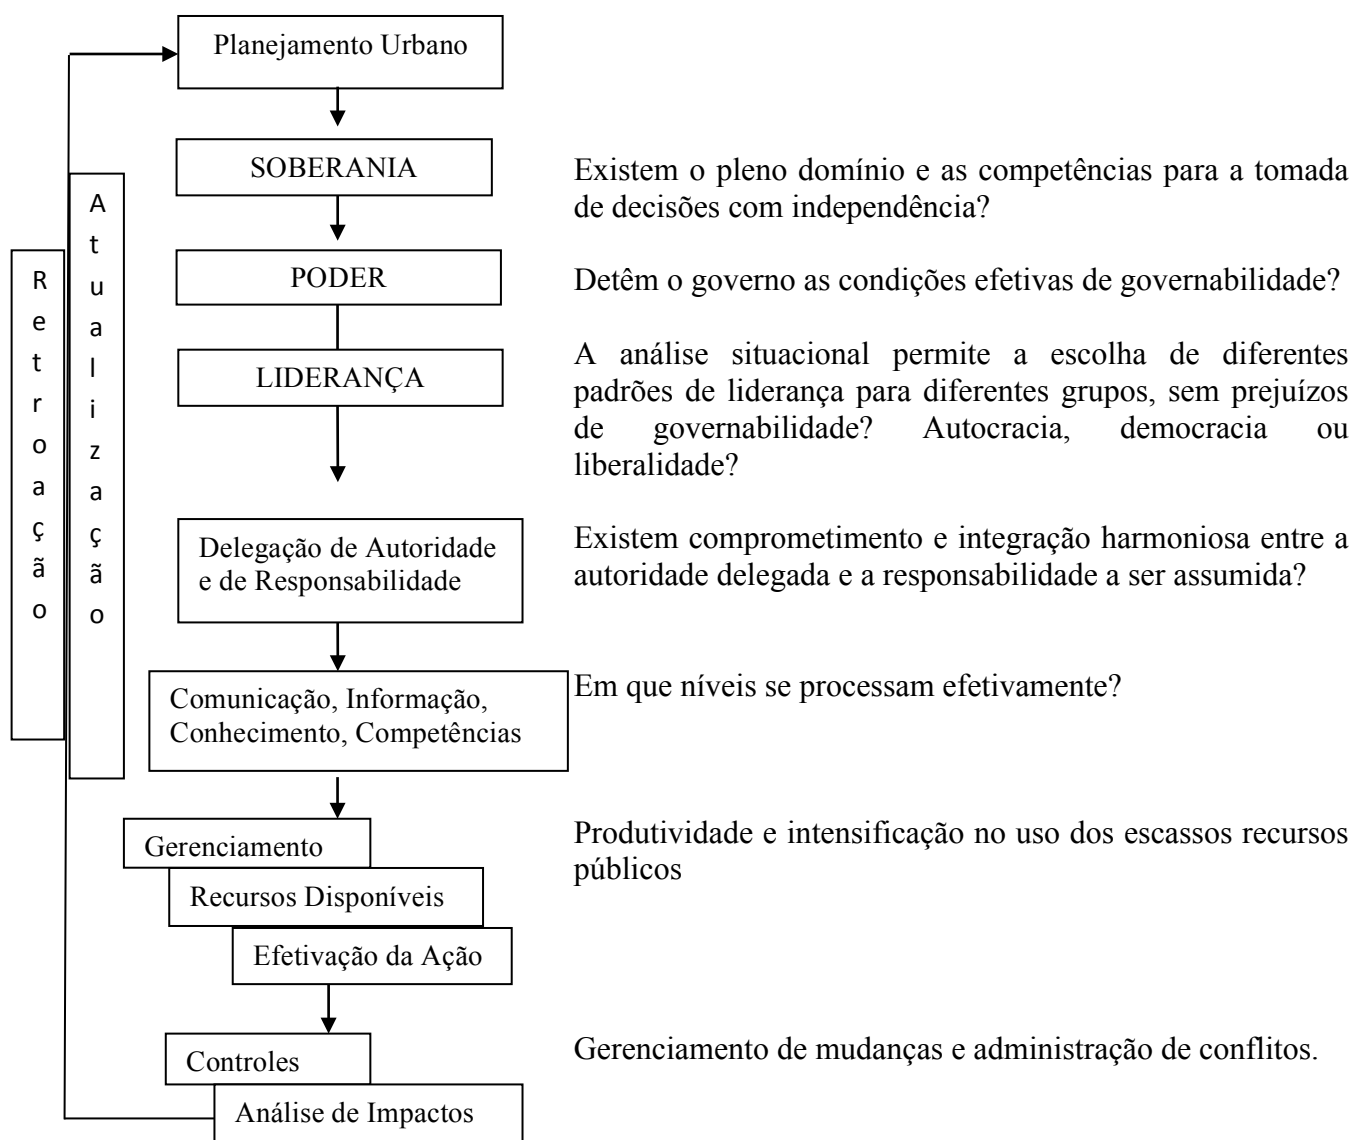 Planejamento Urbano
SOBERANIA
Existem o pleno domínio e as competências para a tomada
de decisões com independência?
PODER
Detêm o governo as condições efetivas de governabilidade?
LIDERANÇA
A análise situacional permite a escolha de diferentes
padrões de liderança para diferentes grupos, sem prejuízos
de governabilidade? Autocracia, democracia ou
liberalidade?
Delegação de Autoridade
e de Responsabilidade
Existem comprometimento e integração harmoniosa entre a
autoridade delegada e a responsabilidade a ser assumida?
Comunicação, Informação,
Conhecimento, Competências
Em que níveis se processam efetivamente?
Gerenciamento
Recursos Disponíveis
Efetivação da Ação
Produtividade e intensificação no uso dos escassos recursos
públicos
Controles
Análise de Impactos
Gerenciamento de mudanças e administração de conflitos.
Retroação
Atualização